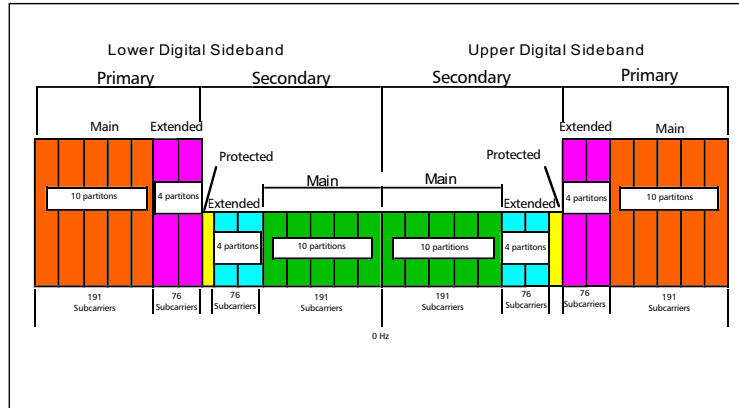 Lower Digital Sideband
Upper Digital Sideband
Primary
Secondary
Secondary
Primary
Main
Extended
Extended
Main
Protected
Protected
Main
Main
Extended
Extended
10 partitons
4 partitons
4 partitons
10 partitons
4 partitons
10 partitons
10 partitons
4 partitons
191
Subcarriers
76
Subcarriers
76
Subcarriers
191
Subcarriers
191
Subcarriers
76
Subcarriers
76
Subcarriers
191
Subcarriers
0 Hz